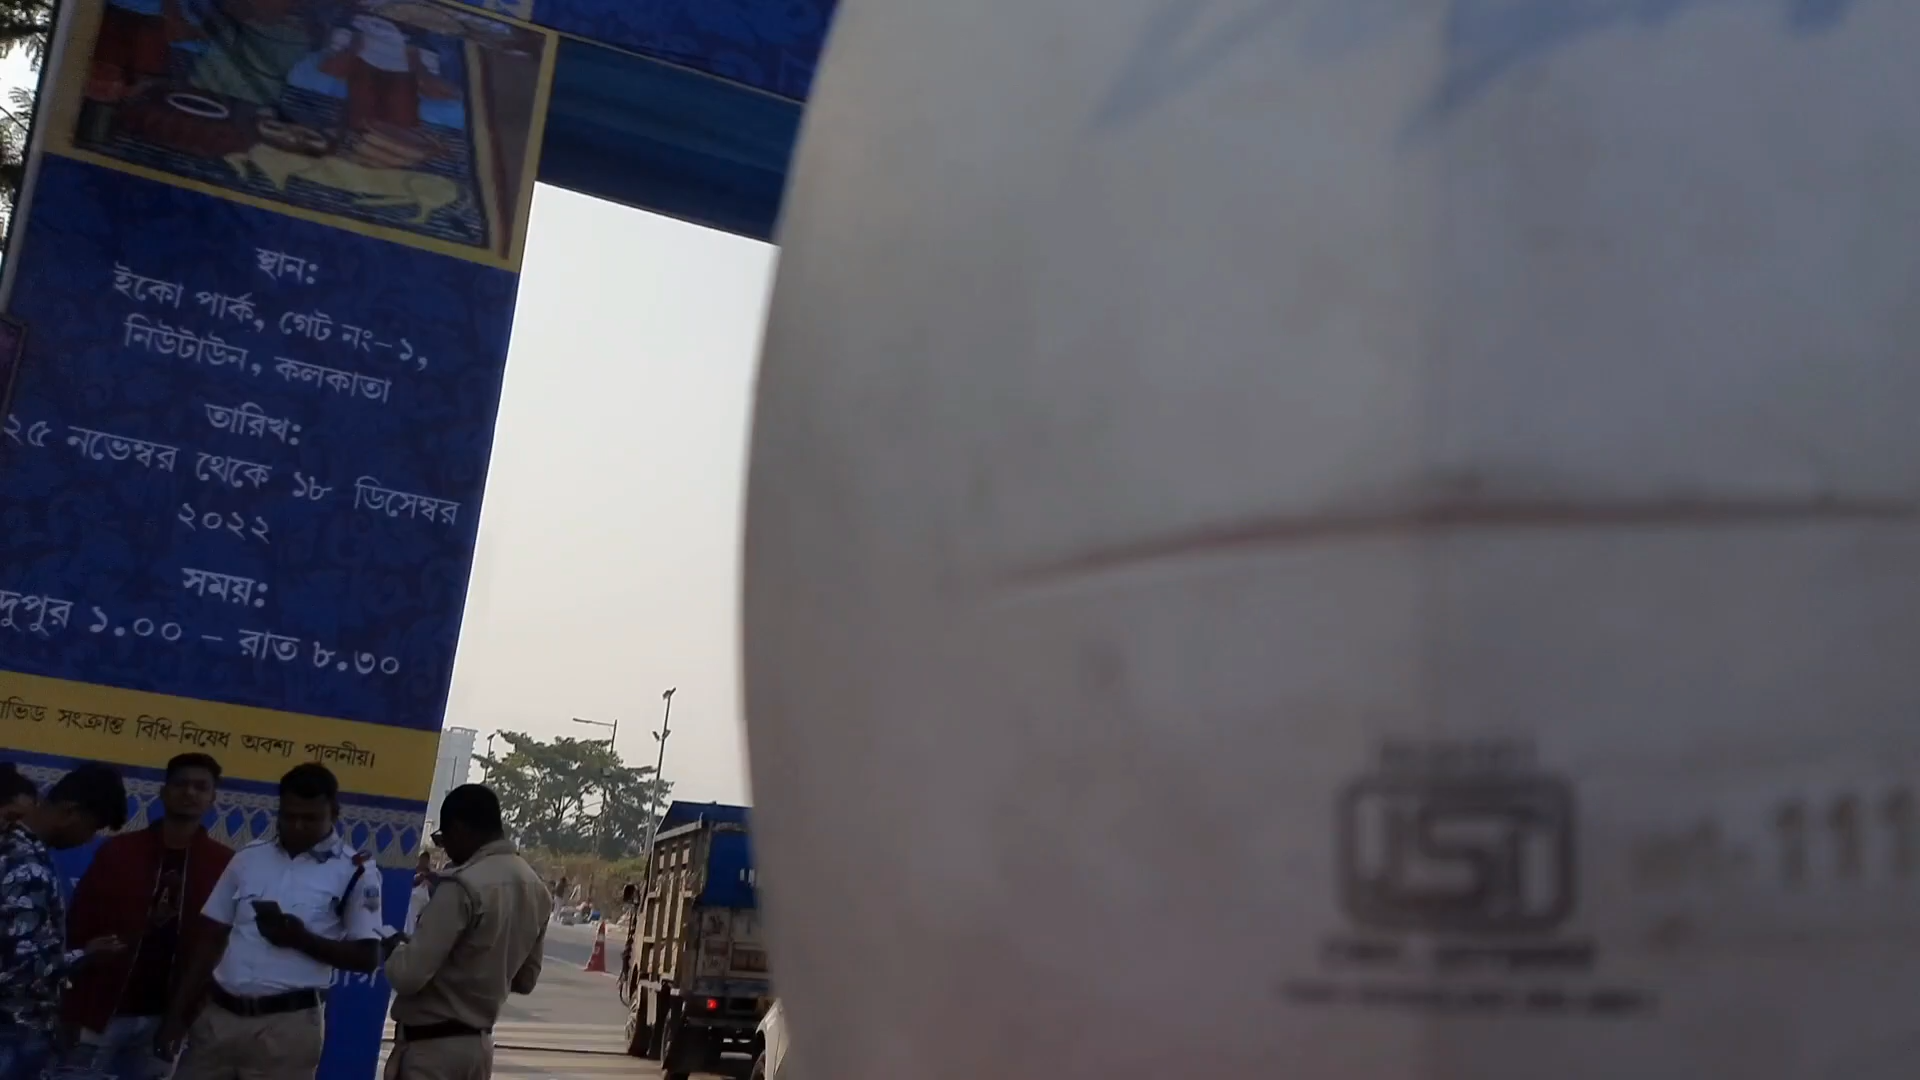 স্থান:
ইকো পার্ক, গেট নং-১,
নিউটাউন, কলকাতা
তারিখ:
২৫ নভেম্বর থেকে ১৮ ডিসেম্বর
২০২২
সময়:
দুপুর ১.০০ - রাত ৮.৩০
সংক্রান্ত বিধি-নিষেধ অবশ্য পালনীয়।
ISI
111